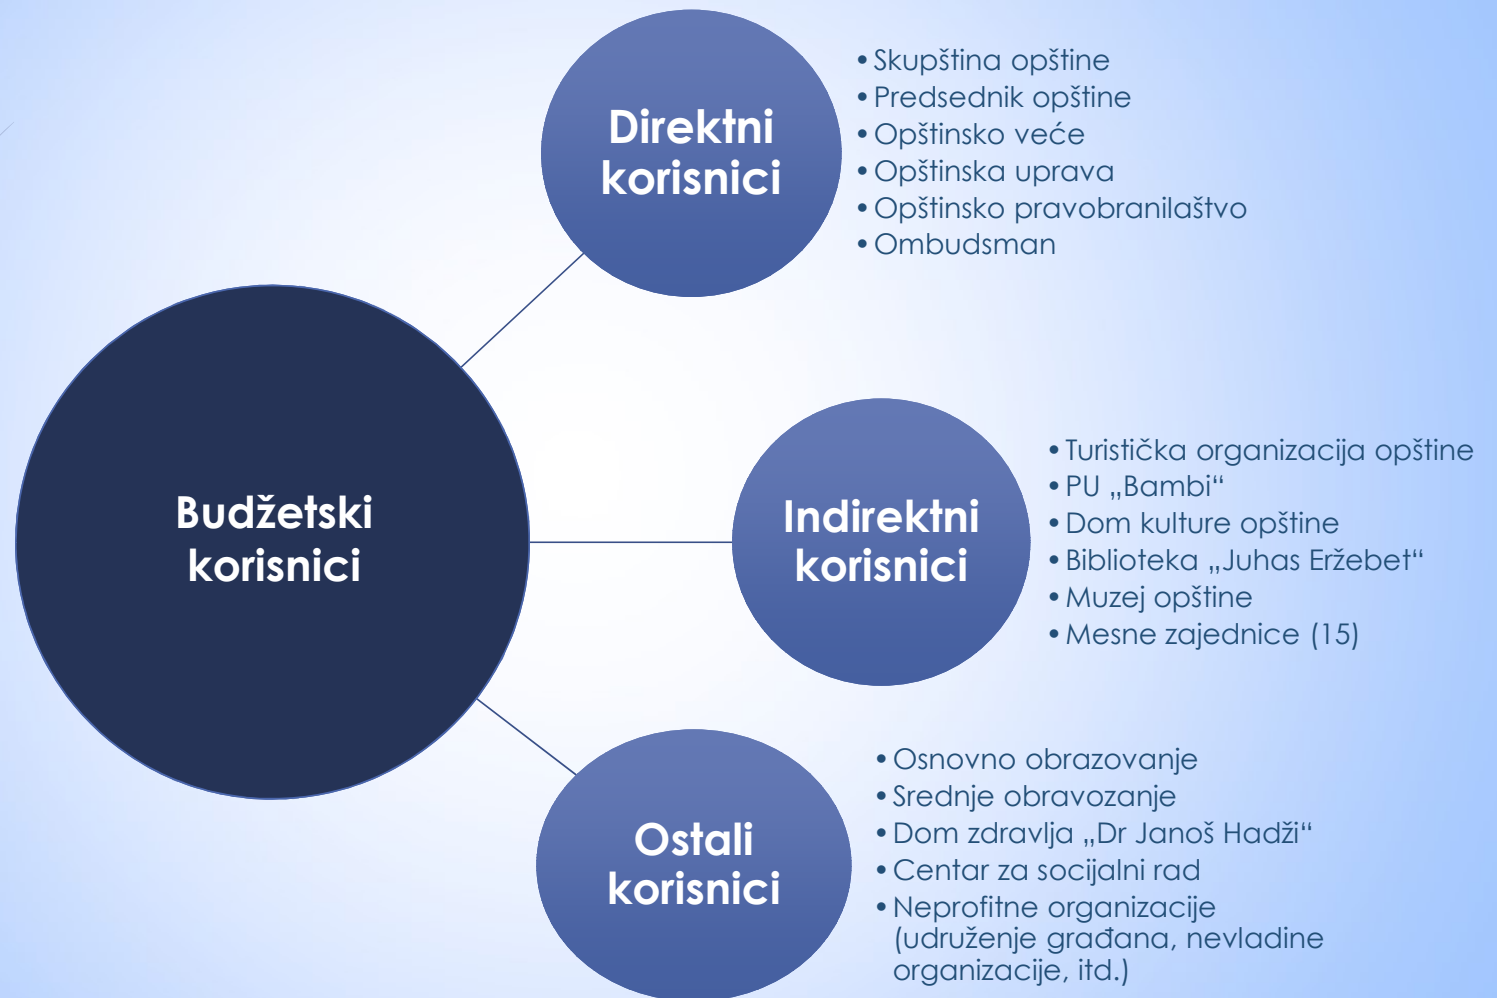 Budžetski
korisnici
Direktni
korisnici
• Skupština opštine
• Predsednik opštine
• Opštinsko veće
• Opštinska uprava
• Opštinsko pravobranilaštvo
• Ombudsman
Indirektni
korisnici
• Turistička organizacija opštine
• PU „Bambi“
• Dom kulture opštine
• Biblioteka „Juhas Eržebet“
• Muzej opštine
• Mesne zajednice (15)
Ostali
korisnici
• Osnovno obrazovanje
• Srednje obravozanje
• Dom zdravlja „Dr Janoš Hadži“
• Centar za socijalni rad
• Neprofitne organizacije
(udruženje građana, nevladine
organizacije, itd.)